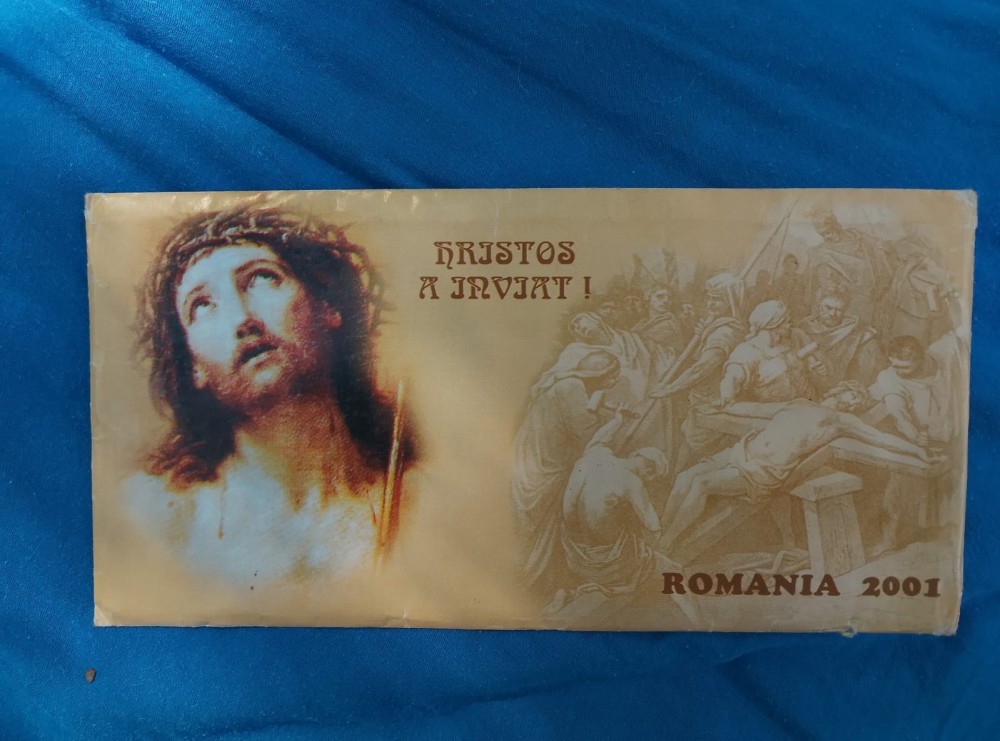 HRISTOS
A INVIAT !
ROMANIA 2001